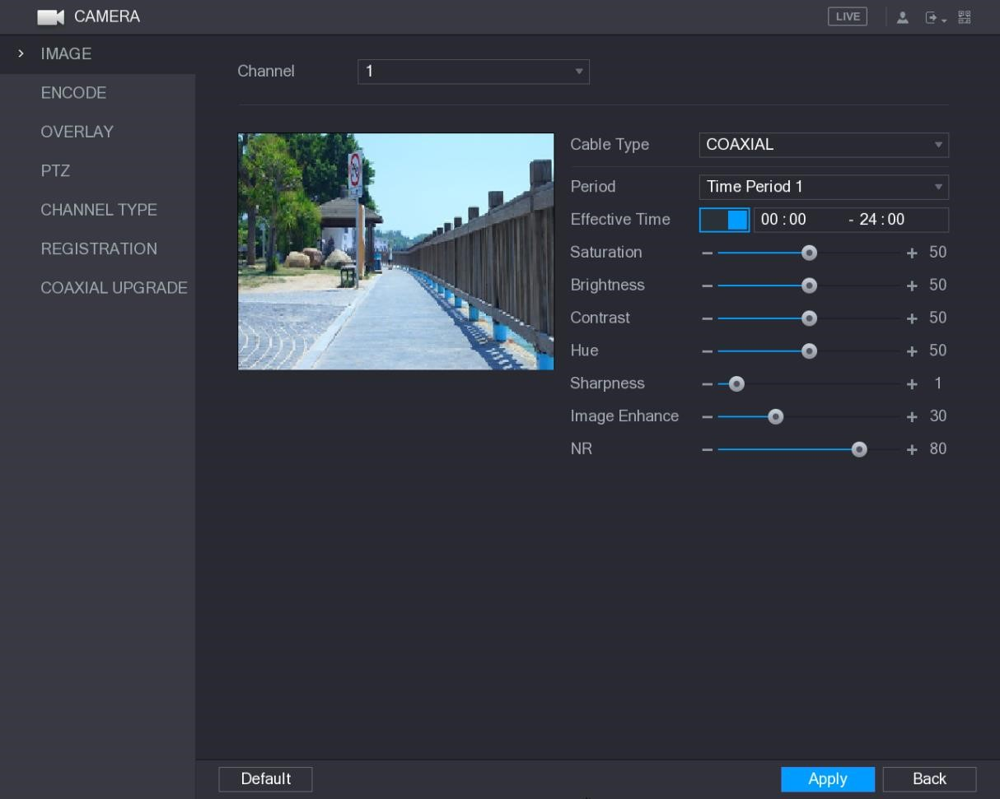 CAMERA
LIVE
IMAGE
ENCODE
OVERLAY
PTZ
CHANNEL TYPE
REGISTRATION
COAXIAL UPGRADE
Channel 1
Cable Type COAXIAL
Period Time Period 1
Effective Time 00 : 00 - 24 : 00
Saturation 50
Brightness 50
Contrast 50
Hue 50
Sharpness 1
Image Enhance 30
NR 80
Default Apply Back